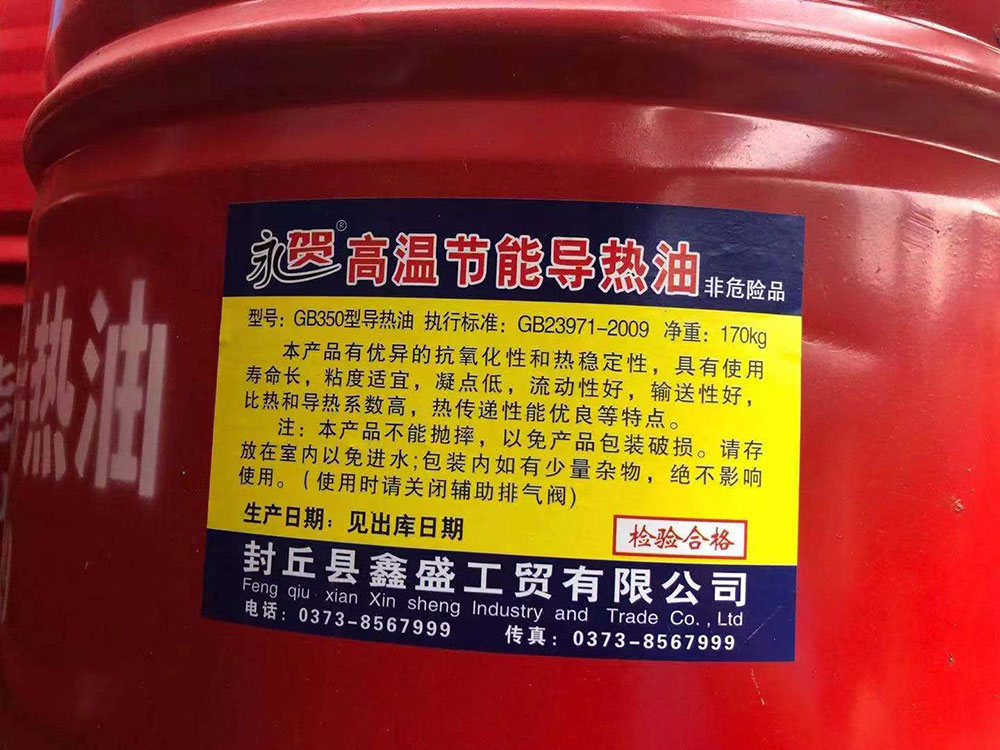 永贺® 高温节能导热油 非危险品
型号：GB350型导热油 执行标准：GB23971-2009 净重：170kg
本产品有优异的抗氧化性和热稳定性，具有使用
寿命长，粘度适宜，凝点低，流动性好，输送性好，
比热和导热系数高，热传递性能优良等特点。
注：本产品不能抛摔，以免产品包装破损。请存
放在室内以免进水；包装内如有少量杂物，绝不影响
使用。（使用时请关闭辅助排气阀）
生产日期：见出库日期
检验合格
封丘县鑫盛工贸有限公司
Feng qiu xian Xin sheng Industry and Trade Co., Ltd
电话：0373-8567999 传真：0373-8567999
热油